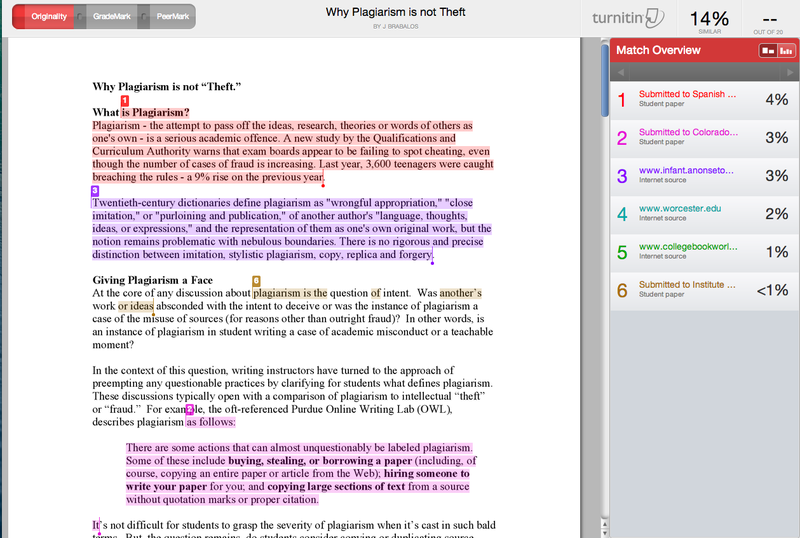 Originality GradeMark PeerMark
Why Plagiarism is not Theft
BY J BRABALOS
turnitin
14%
SIMILAR
--
OUT OF 20
Why Plagiarism is not “Theft.”
1
What is Plagiarism?
Plagiarism - the attempt to pass off the ideas, research, theories or words of others as
one's own - is a serious academic offence. A new study by the Qualifications and
Curriculum Authority warns that exam boards appear to be failing to spot cheating, even
though the number of cases of fraud is increasing. Last year, 3,600 teenagers were caught
breaching the rules - a 9% rise on the previous year.
3
Twentieth-century dictionaries define plagiarism as "wrongful appropriation," "close
imitation," or "purloining and publication," of another author's "language, thoughts,
ideas, or expressions," and the representation of them as one's own original work, but the
notion remains problematic with nebulous boundaries. There is no rigorous and precise
distinction between imitation, stylistic plagiarism, copy, replica and forgery.
Giving Plagiarism a Face
6
At the core of any discussion about plagiarism is the question of intent.  Was another’s
work or ideas absconded with the intent to deceive or was the instance of plagiarism a
case of the misuse of sources (for reasons other than outright fraud)?  In other words, is
an instance of plagiarism in student writing a case of academic misconduct or a teachable
moment?
In the context of this question, writing instructors have turned to the approach of
preempting any questionable practices by clarifying for students what defines plagiarism.
These discussions typically open with a comparison of plagiarism to intellectual “theft”
or “fraud.”  For example, the oft-referenced Purdue Online Writing Lab (OWL),
2
describes plagiarism as follows:
There are some actions that can almost unquestionably be labeled plagiarism.
Some of these include buying, stealing, or borrowing a paper (including, of
course, copying an entire paper or article from the Web); hiring someone to
write your paper for you; and copying large sections of text from a source
without quotation marks or proper citation.
It’s not difficult for students to grasp the severity of plagiarism when it’s cast in such bald
terms. But, the question remains, do students consider copying or duplicating source
Match Overview
1 Submitted to Spanish ... 4%
Student paper
2 Submitted to Colorado... 3%
Student paper
3 www.infant.anonseto... 3%
Internet source
4 www.worcester.edu 2%
Internet source
5 www.collegebookworl... 1%
Internet source
6 Submitted to Institute ... <1%
Student paper